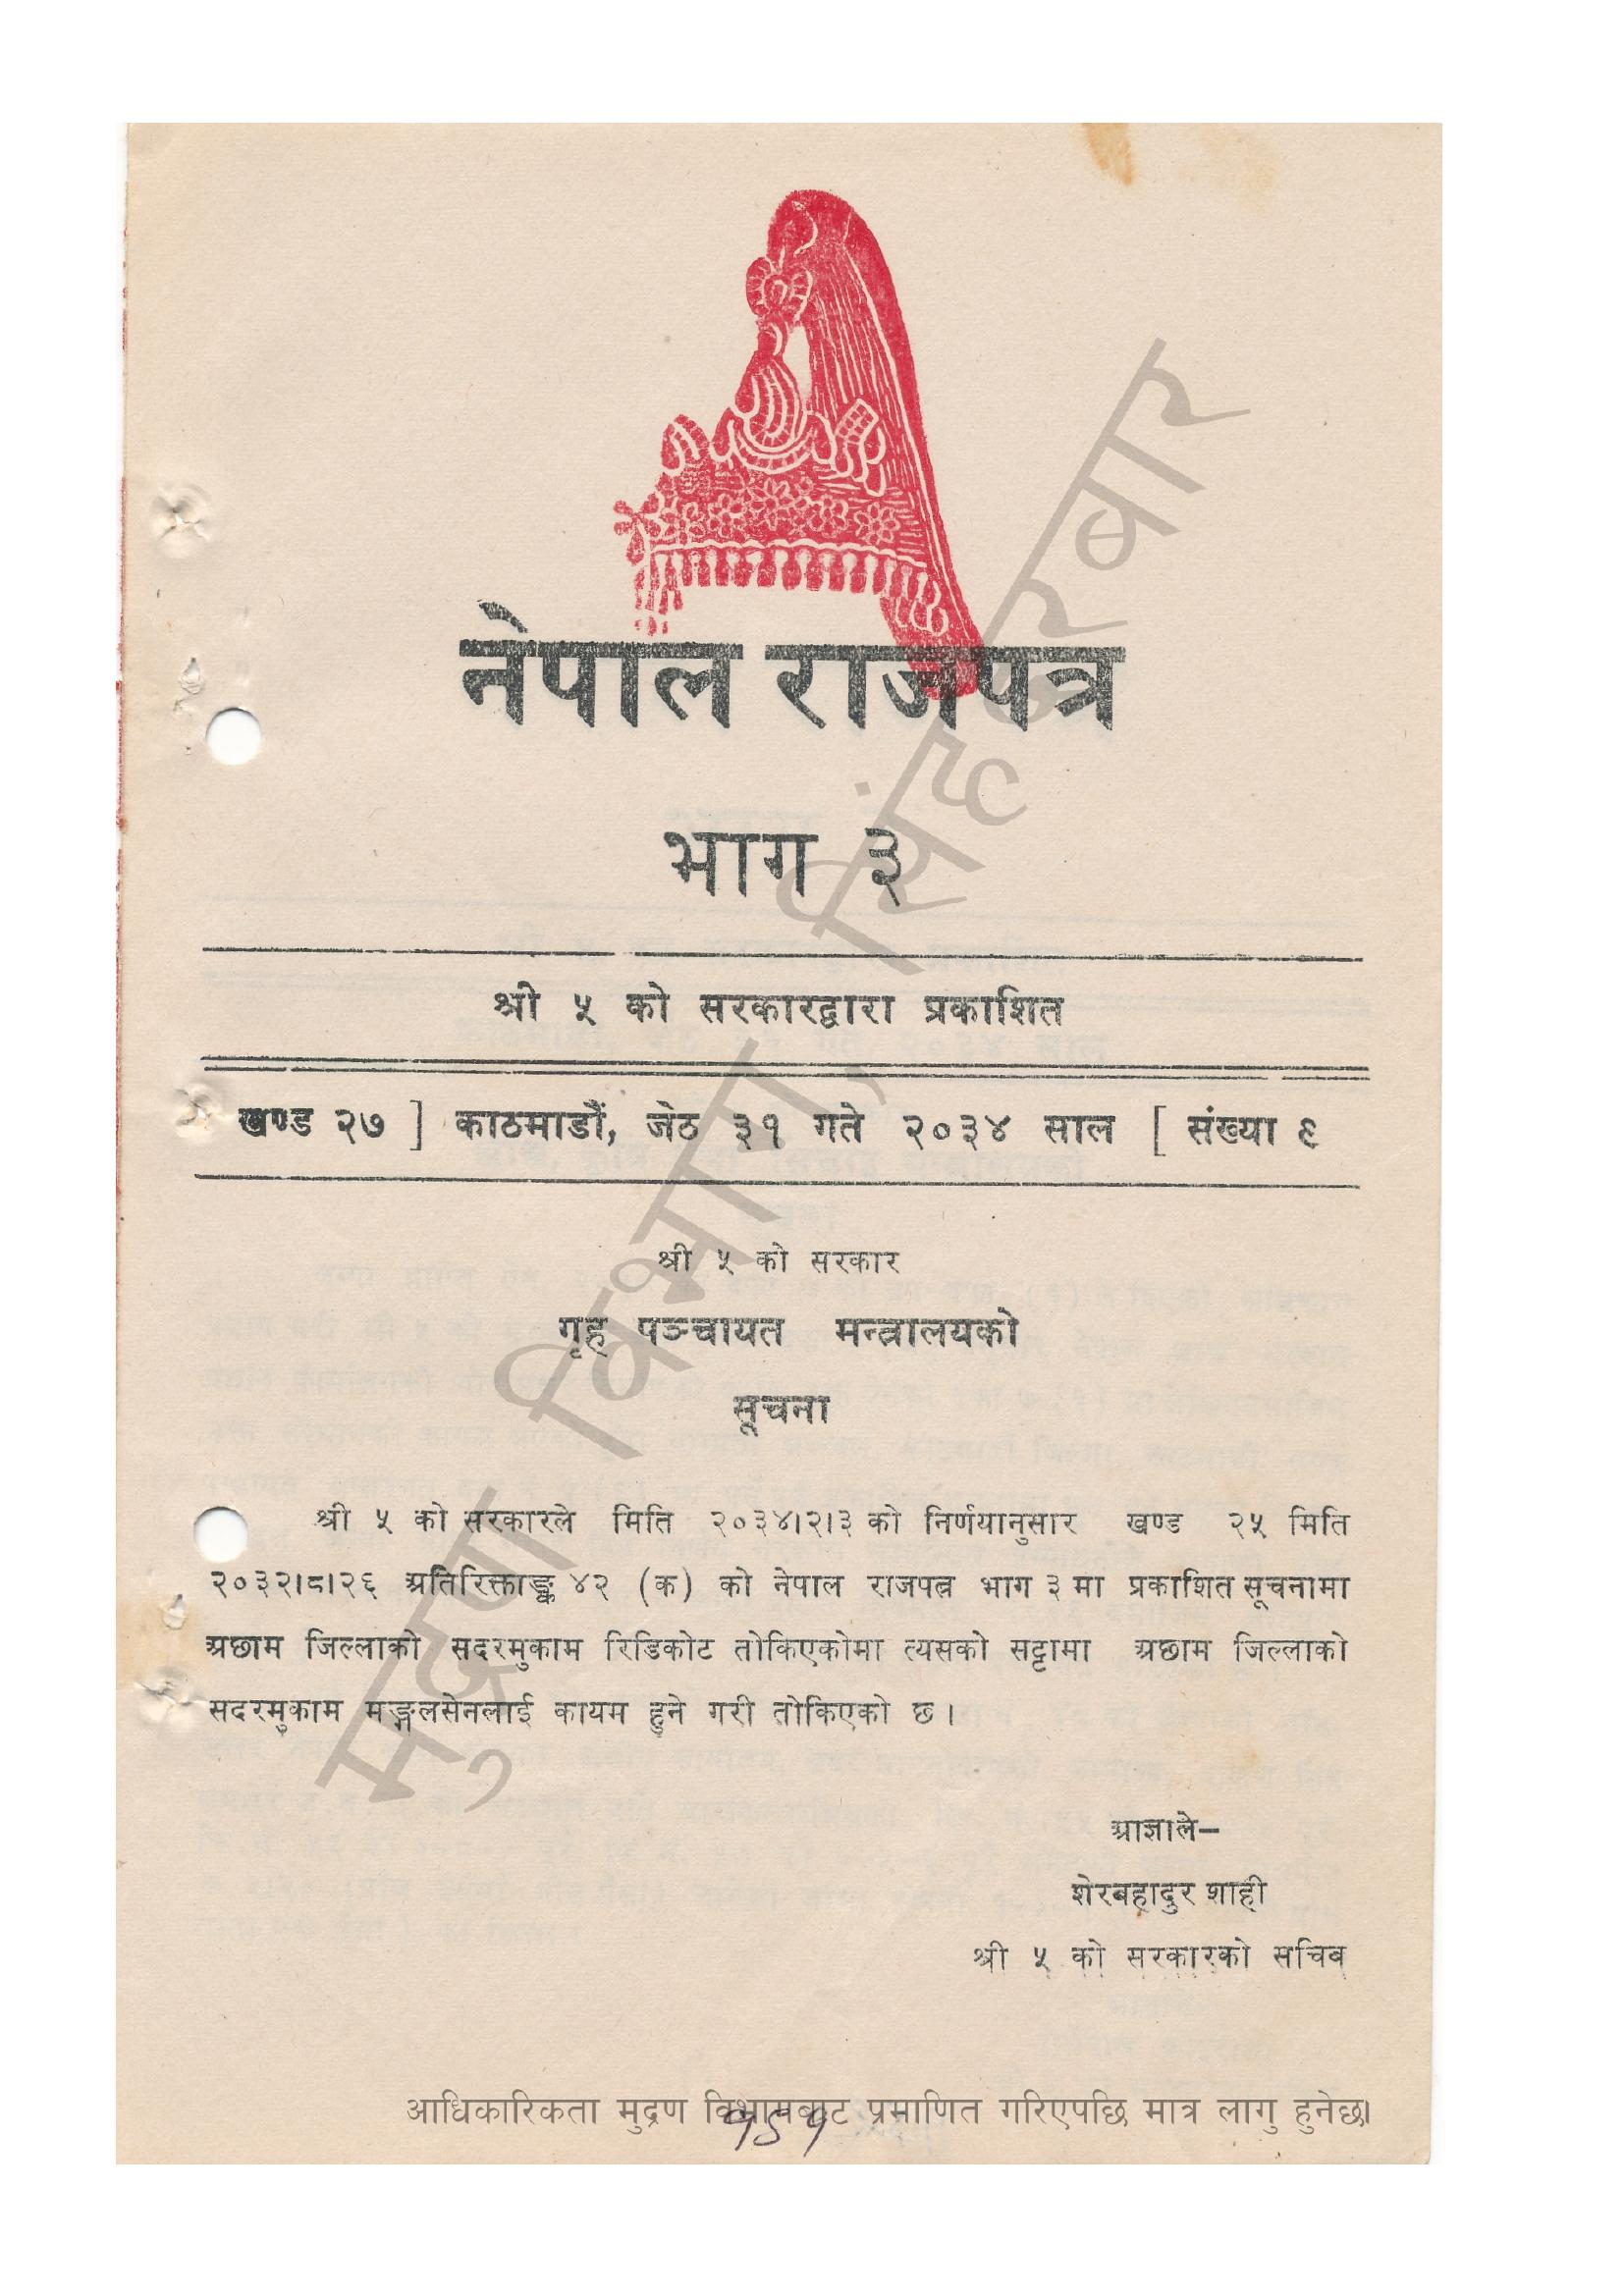 नेपाल राजपत्र
भाग ३
श्री ५ को सरकारद्वारा प्रकाशित
खण्ड २७ ] काठमाडौं, जेठ ३१ गते २०३४ साल [ संख्या ९
श्री ५ को सरकार
गृह पञ्चायत मन्त्रालयको
सूचना
श्री ५ को सरकारले मिति २०३४।२।३ को निर्णयानुसार खण्ड २५ मिति
२०३२।८।२६ अतिरिक्ताङ्क ४२ (क) को नेपाल राजपत्र भाग ३ मा प्रकाशित सूचनामा
अछाम जिल्लाको सदरमुकाम रिडिकोट तोकिएकोमा त्यसको सट्टामा अछाम जिल्लाको
सदरमुकाम मङ्गलसेनलाई कायम हुने गरी तोकिएको छ ।
आज्ञाले—
शेरबहादुर शाही
श्री ५ को सरकारको सचिव
मुद्रण विभाग, सिंहदरबार
आधिकारिकता मुद्रण विभागबाट प्रमाणित गरिएपछि मात्र लागु हुनेछ।